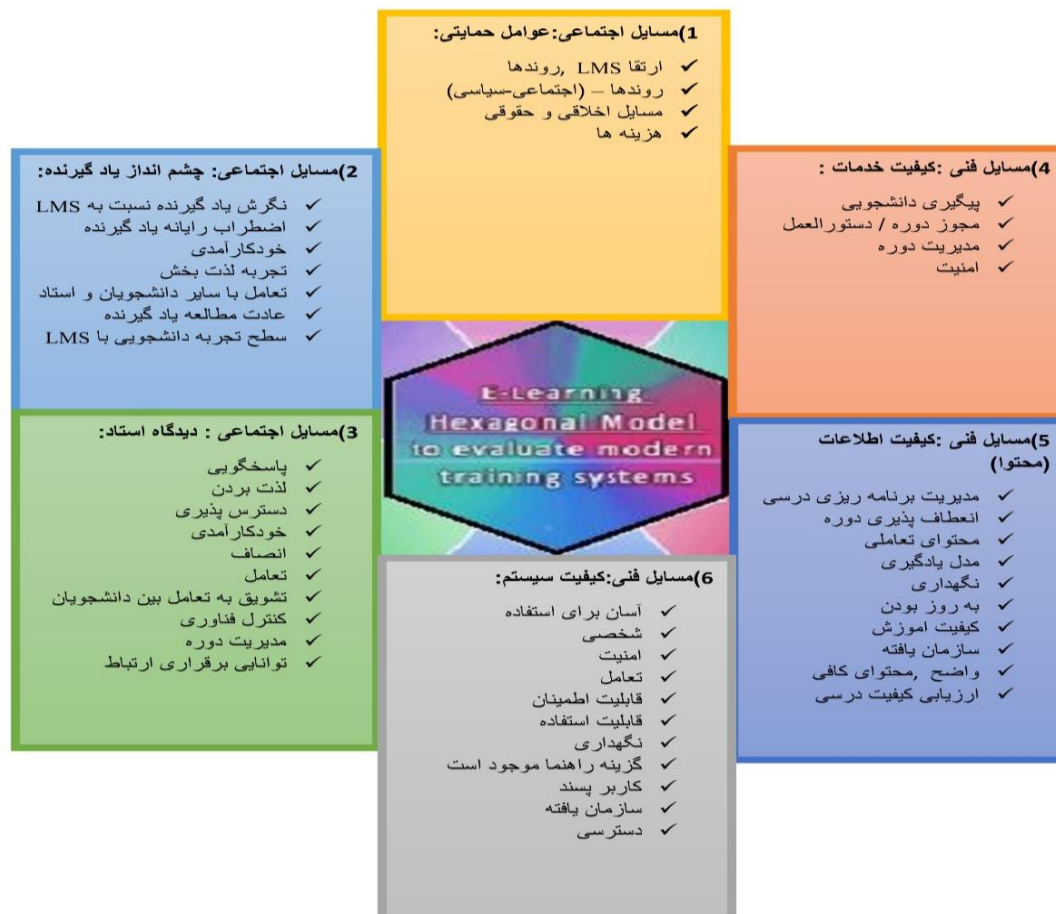 1)مسایل اجتماعی:عوامل حمایتی:
ارتقا LMS ,روندها
روندها – (اجتماعی-سیاسی)
مسایل اخلاقی و حقوقی
هزینه ها
2)مسایل اجتماعی: چشم انداز یاد گیرنده:
نگرش یاد گیرنده نسبت به LMS
اضطراب رایانه یاد گیرنده
خودکارآمدی
تجربه لذت بخش
تعامل با سایر دانشجویان و استاد
عادت مطالعه یاد گیرنده
سطح تجربه دانشجویی با LMS
3)مسایل اجتماعی : دیدگاه استاد:
پاسخگویی
لذت بردن
دسترس پذیری
خودکارآمدی
انصاف
تعامل
تشویق به تعامل بین دانشجویان
کنترل فناوری
مدیریت دوره
توانایی برقراری ارتباط
4)مسایل فنی :کیفیت خدمات :
پیگیری دانشجویی
مجوز دوره / دستورالعمل
مدیریت دوره
امنیت
5)مسایل فنی :کیفیت اطلاعات
(محتوا)
مدیریت برنامه ریزی درسی
انعطاف پذیری دوره
محتوای تعاملی
مدل یادگیری
نگهداری
به روز بودن
کیفیت اموزش
سازمان یافته
واضح ,محتوای کافی
ارزیابی کیفیت درسی
6)مسایل فنی:کیفیت سیستم:
آسان برای استفاده
شخصی
امنیت
تعامل
قابلیت اطمینان
قابلیت استفاده
نگهداری
گزینه راهنما موجود است
کاربر پسند
سازمان یافته
دسترسی
E-Learning
Hexagonal Model
to evaluate modern
training systems